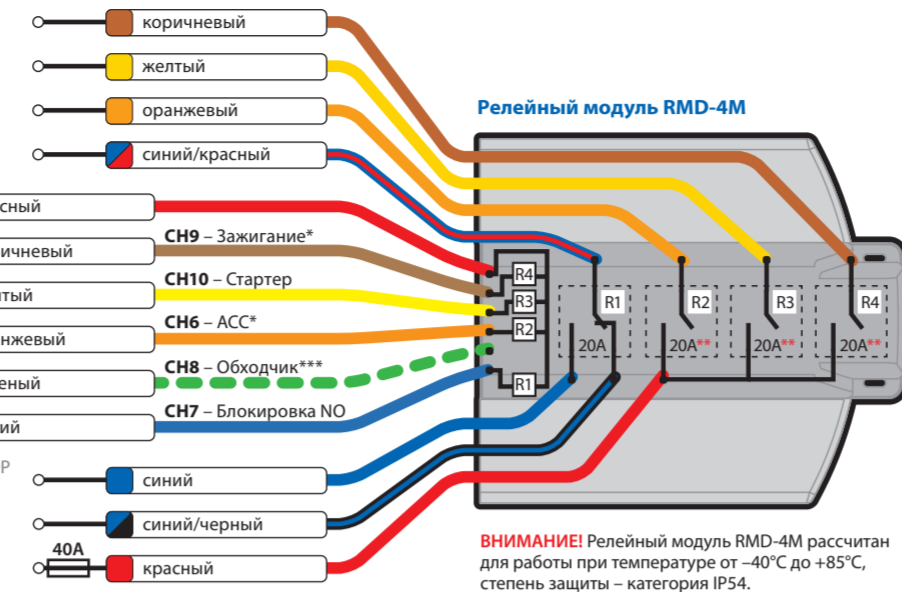 коричневый
желтый
оранжевый
синий/красный
Релейный модуль RMD-4M
сный
CH9 – Зажигание*
ичневый
CH10 – Стартер
тый
CH6 – ACC*
нжевый
CH8 – Обходчик***
еный
CH7 – Блокировка NO
ий
P
R4
R3
R2
R1
R1
R2
R3
R4
20A
20A**
20A**
20A**
синий
синий/черный
40A
красный
ВНИМАНИЕ! Релейный модуль RMD-4M рассчитан
для работы при температуре от –40°C до +85°C,
степень защиты – категория IP54.